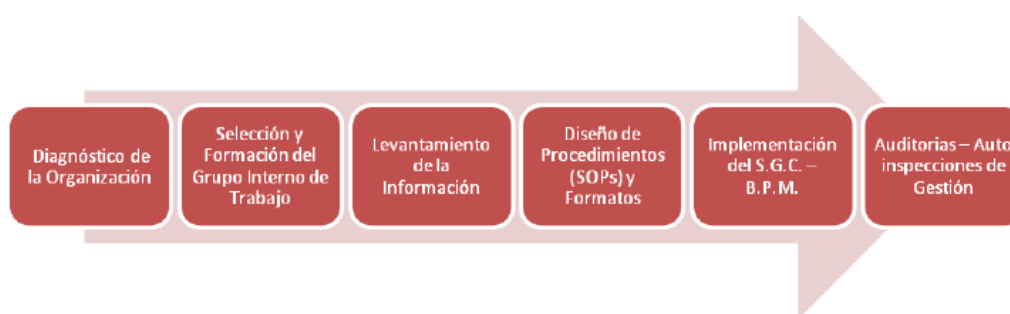 Diagnóstico de
la Organización
Selección y
Formación del
Grupo Interno de
Trabajo
Levantamiento
de la
Información
Diseño de
Procedimientos
(SOPs) y
Formatos
Implementación
del S.G.C. –
B.P.M.
Auditorias – Auto
inspecciones de
Gestión